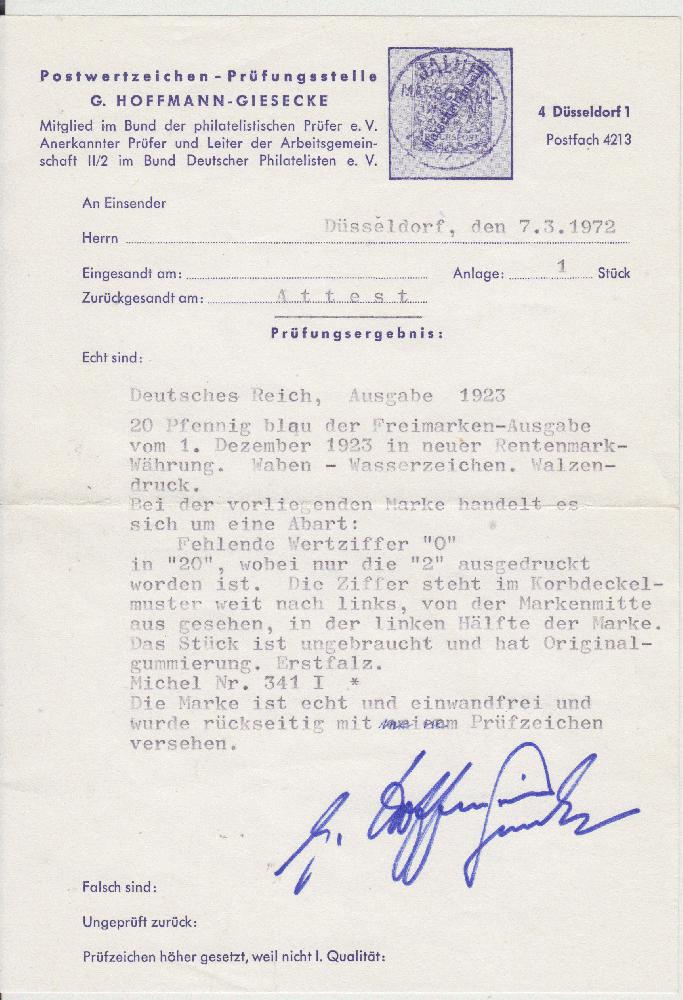 Postwertzeichen-Prüfungsstelle
G. HOFFMANN-GIESECKE
Mitglied im Bund der philatelistischen Prüfer e. V.
Anerkannter Prüfer und Leiter der Arbeitsgemein-
schaft II/2 im Bund Deutscher Philatelisten e. V.
JALUIT
4 Düsseldorf 1
Postfach 4213
An Einsender
Düsseldorf, den 7.3.1972
Herrn
Eingesandt am: Anlage: 1 Stück
Zurückgesandt am: A t t e s t
Prüfungsergebnis:
Echt sind:
Deutsches Reich, Ausgabe 1923
20 Pfennig blau der Freimarken-Ausgabe
vom 1. Dezember 1923 in neuer Rentenmark-
Währung. Waben - Wasserzeichen. Walzen-
druck.
Bei der vorliegenden Marke handelt es
sich um eine Abart:
Fehlende Wertziffer "0"
in "20", wobei nur die "2" ausgedruckt
worden ist. Die Ziffer steht im Korbdeckel-
muster weit nach links, von der Markenmitte
aus gesehen, in der linken Hälfte der Marke.
Das Stück ist ungebraucht und hat Original-
gummierung. Erstfalz.
Michel Nr. 341 I *
Die Marke ist echt und einwandfrei und
wurde rückseitig mit Prüfzeichen
versehen.
G. Hoffmann
Falsch sind:
Ungeprüft zurück:
Prüfzeichen höher gesetzt, weil nicht I. Qualität: